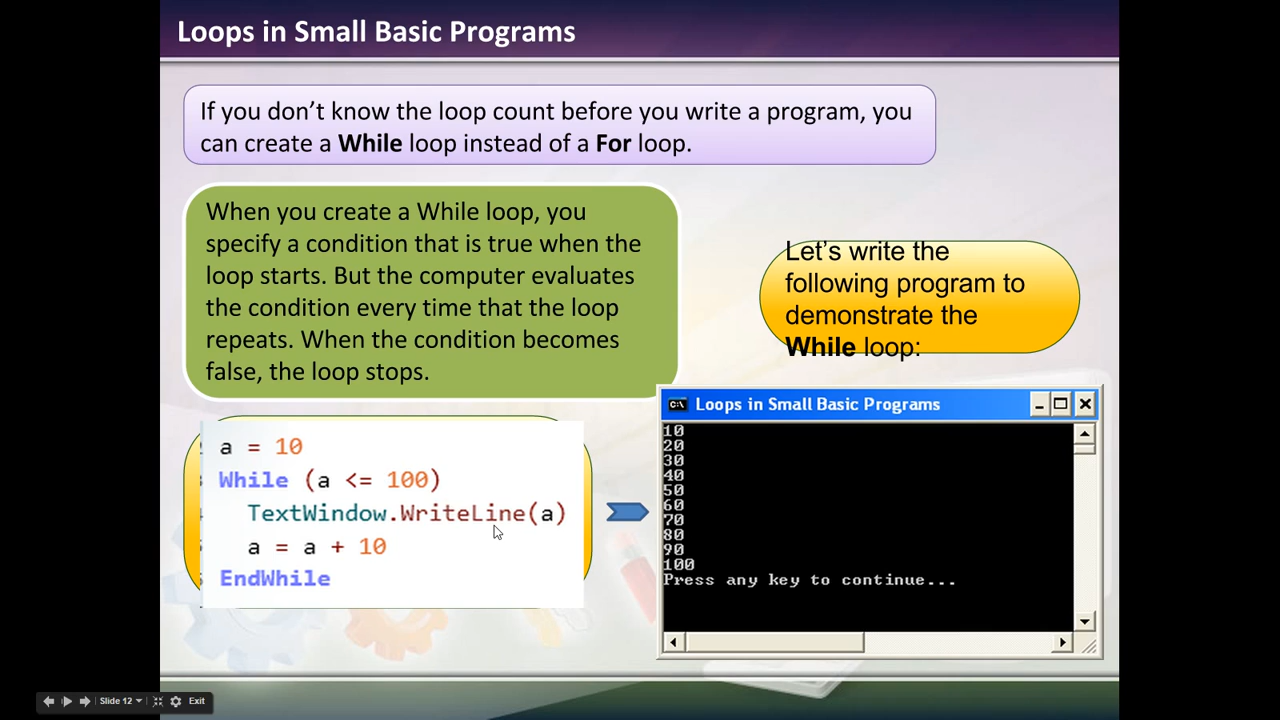 Loops in Small Basic Programs
If you don’t know the loop count before you write a program, you
can create a While loop instead of a For loop.
When you create a While loop, you
specify a condition that is true when the
loop starts. But the computer evaluates
the condition every time that the loop
repeats. When the condition becomes
false, the loop stops.
Let’s write the
following program to
demonstrate the
While loop:
a = 10
While (a <= 100)
TextWindow.WriteLine(a)
a = a + 10
EndWhile
C:\ Loops in Small Basic Programs
10
20
30
40
50
60
70
80
90
100
Press any key to continue...
Slide 12
Exit